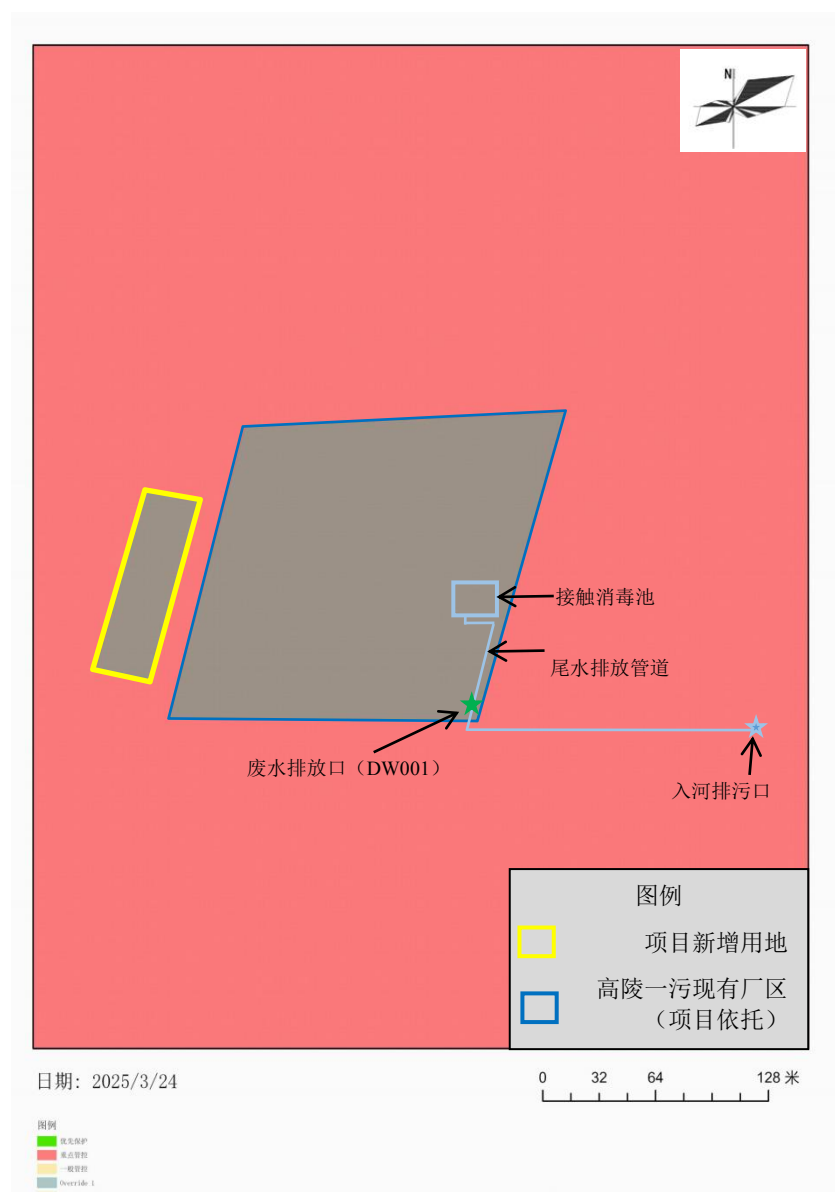 N
接触消毒池
尾水排放管道
废水排放口（DW001）
入河排污口
图例
项目新增用地
高陵一污现有厂区
（项目依托）
日期: 2025/3/24
0 32 64 128 米
图例
优先保护
重点管控
一般管控
Override 1